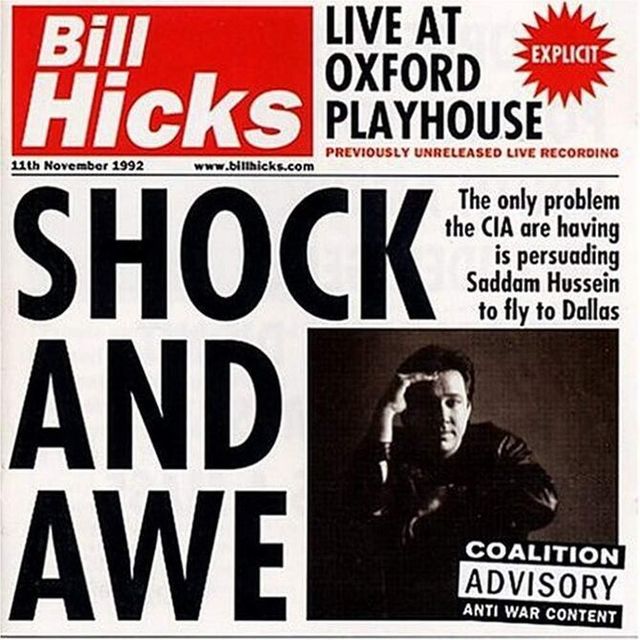 Bill
Hicks
LIVE AT
OXFORD
PLAYHOUSE
EXPLICIT
PREVIOUSLY UNRELEASED LIVE RECORDING
11th November 1992
www.billhicks.com
SHOCK
AND
AWE
The only problem
the CIA are having
is persuading
Saddam Hussein
to fly to Dallas
COALITION
ADVISORY
ANTI WAR CONTENT